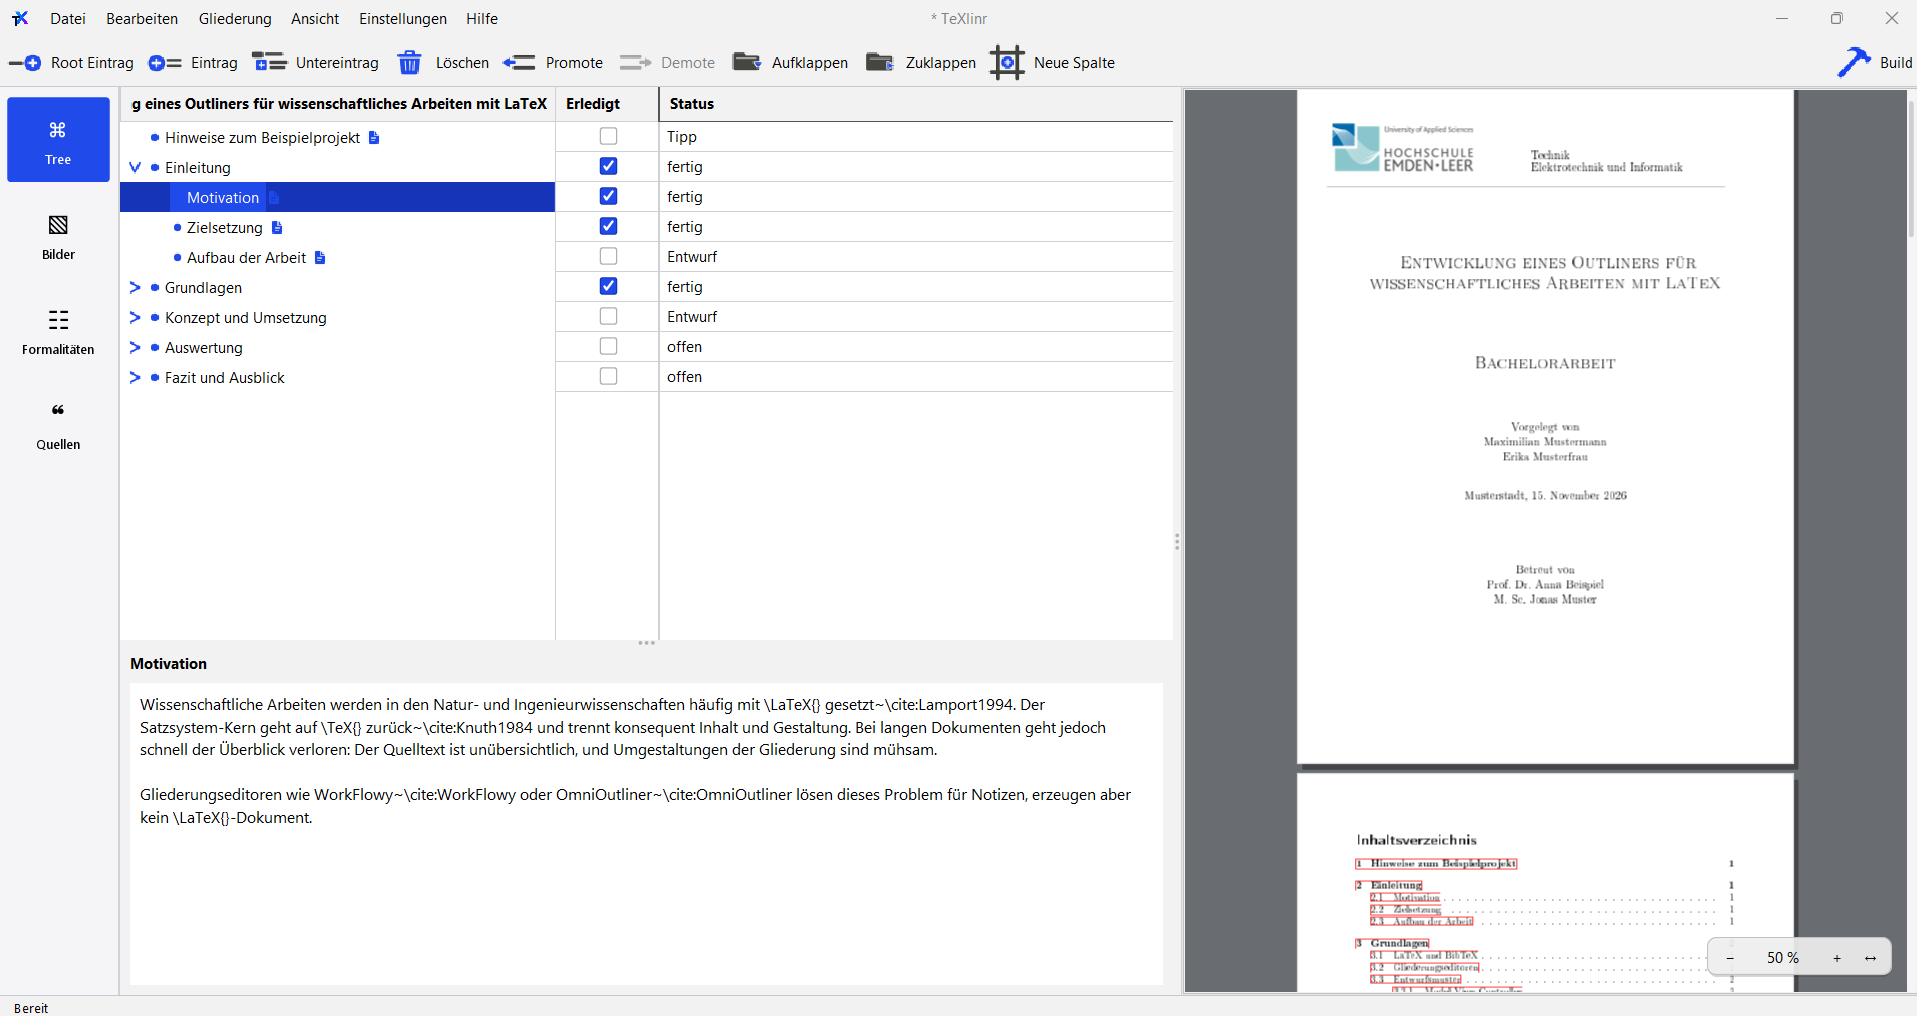 Datei Bearbeiten Gliederung Ansicht Einstellungen Hilfe
* TeXlinr
Root Eintrag Eintrag Untereintrag Löschen Promote Demote Aufklappen Zuklappen Neue Spalte Build
Tree
Bilder
Formalitäten
Quellen
g eines Outliners für wissenschaftliches Arbeiten mit LaTeX Erledigt Status
Hinweise zum Beispielprojekt Tipp
Einleitung fertig
Motivation fertig
Zielsetzung fertig
Aufbau der Arbeit Entwurf
Grundlagen fertig
Konzept und Umsetzung Entwurf
Auswertung offen
Fazit und Ausblick offen
Motivation
Wissenschaftliche Arbeiten werden in den Natur- und Ingenieurwissenschaften häufig mit \LaTeX{} gesetzt~\cite:Lamport1994. Der
Satzsystem-Kern geht auf \TeX{} zurück~\cite:Knuth1984 und trennt konsequent Inhalt und Gestaltung. Bei langen Dokumenten geht jedoch
schnell der Überblick verloren: Der Quelltext ist unübersichtlich, und Umgestaltungen der Gliederung sind mühsam.
Gliederungseditoren wie WorkFlowy~\cite:WorkFlowy oder OmniOutliner~\cite:OmniOutliner lösen dieses Problem für Notizen, erzeugen aber
kein \LaTeX{}-Dokument.
University of Applied Sciences
HOCHSCHULE
EMDEN•LEER
Technik
Elektrotechnik und Informatik
Entwicklung eines Outliners für
wissenschaftliches Arbeiten mit LaTeX
Bachelorarbeit
Vorgelegt von
Maximilian Mustermann
Erika Musterfrau
Musterstadt, 15. November 2026
Betreut von
Prof. Dr. Anna Beispiel
M. Sc. Jonas Muster
Inhaltsverzeichnis
1 Hinweise zum Beispielprojekt 1
2 Einleitung 1
2.1 Motivation 1
2.2 Zielsetzung 1
2.3 Aufbau der Arbeit 1
3 Grundlagen
3.1 LaTeX und BibTeX
3.2 Gliederungseditoren
3.3 Entwurfsmuster 2
50 %
Bereit